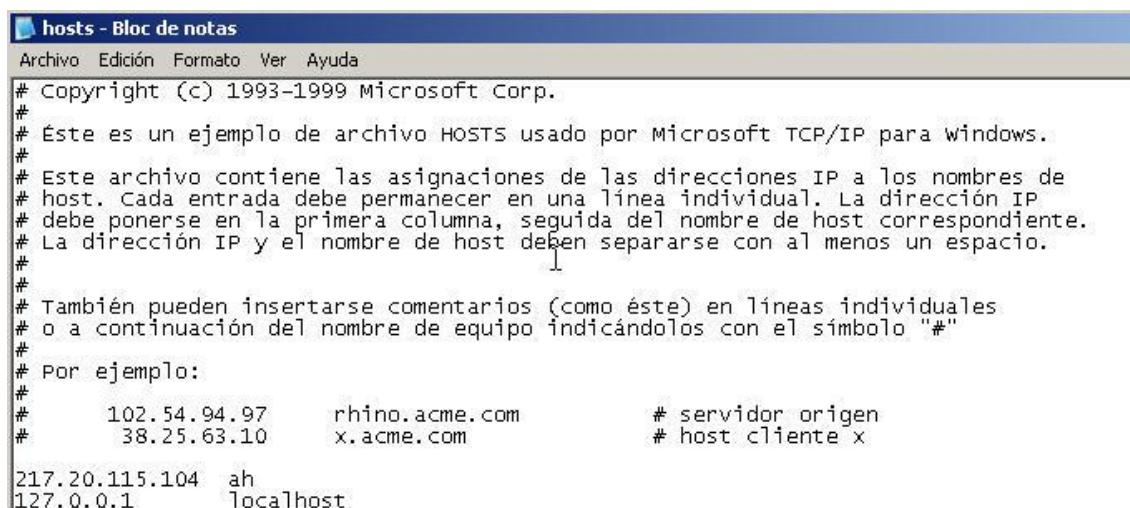 hosts - Bloc de notas
Archivo Edición Formato Ver Ayuda
# Copyright (c) 1993-1999 Microsoft Corp.
#
# Éste es un ejemplo de archivo HOSTS usado por Microsoft TCP/IP para Windows.
#
# Este archivo contiene las asignaciones de las direcciones IP a los nombres de
# host. Cada entrada debe permanecer en una línea individual. La dirección IP
# debe ponerse en la primera columna, seguida del nombre de host correspondiente.
# La dirección IP y el nombre de host deben separarse con al menos un espacio.
#
#
# También pueden insertarse comentarios (como éste) en líneas individuales
# o a continuación del nombre de equipo indicándolos con el símbolo "#"
#
# Por ejemplo:
#
# 102.54.94.97 rhino.acme.com # servidor origen
# 38.25.63.10 x.acme.com # host cliente x
217.20.115.104 ah
127.0.0.1 localhost